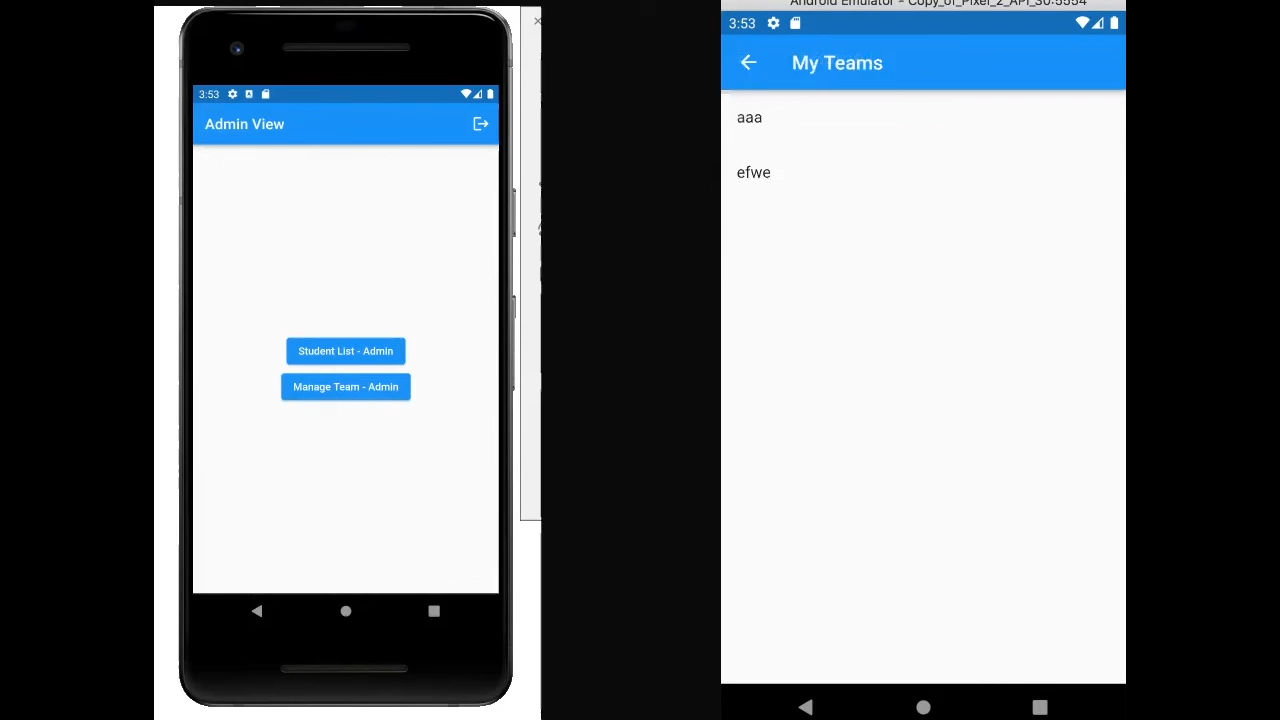 3:53
Admin View
Student List - Admin
Manage Team - Admin
Android Emulator - Copy_of_Pixel_2_API_30:5554
3:53
My Teams
aaa
efwe